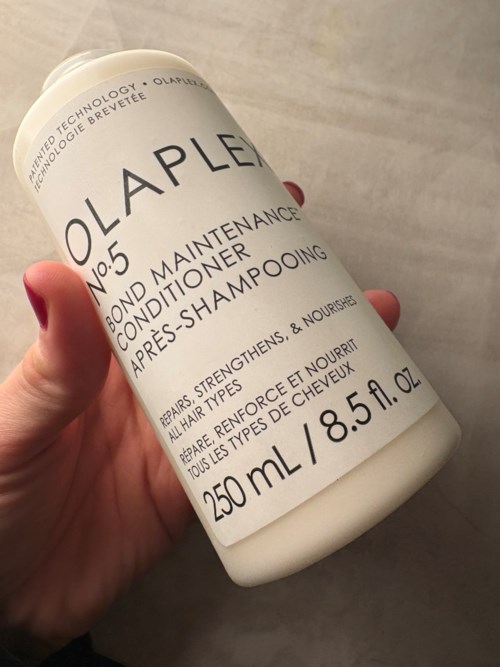 PATENTED TECHNOLOGY • OLAPLEX
TECHNOLOGIE BREVETÉE
OLAPLEX
Nº.5
BOND MAINTENANCE
CONDITIONER
APRÈS-SHAMPOOING
REPAIRS, STRENGTHENS, & NOURISHES
ALL HAIR TYPES
RÉPARE, RENFORCE ET NOURRIT
TOUS LES TYPES DE CHEVEUX
250 mL / 8.5 fl. oz.